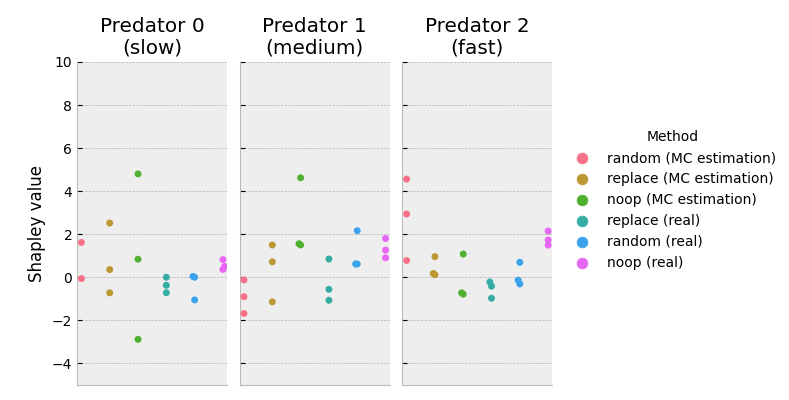 Predator 0
(slow)
Predator 1
(medium)
Predator 2
(fast)
10
8
6
4
2
0
−2
−4
Shapley value
Method
random (MC estimation)
replace (MC estimation)
noop (MC estimation)
replace (real)
random (real)
noop (real)